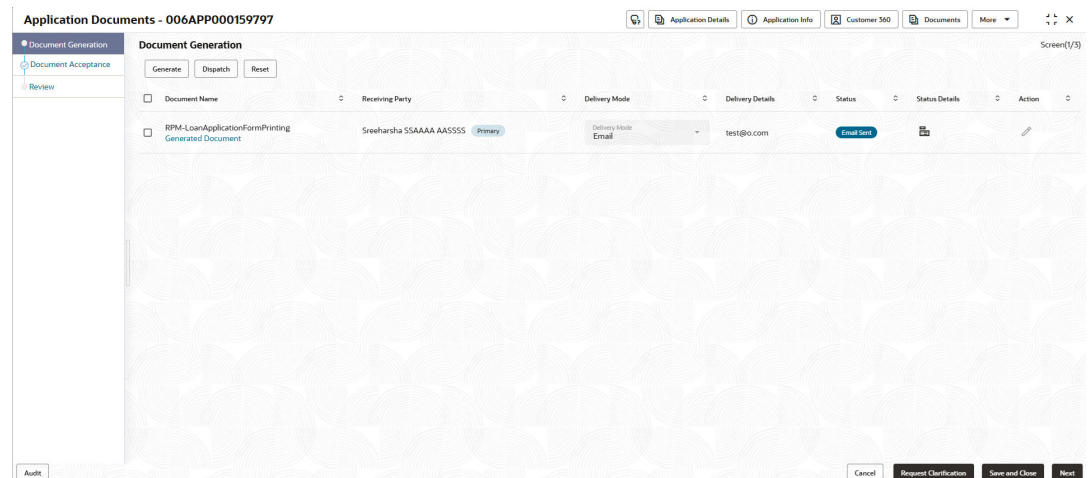 Application Documents - 006APP000159797
Application Details
Application Info
Customer 360
Documents
More
Document Generation
Document Acceptance
Review
Document Generation
Screen(1/3)
Generate Dispatch Reset
Document Name Receiving Party Delivery Mode Delivery Details Status Status Details Action
RPM-LoanApplicationFormPrinting
Generated Document
Sreeharsha SSAAAA AASSSS Primary
Delivery Mode
Email
test@o.com
Email Sent
Audit
Cancel Request Clarification Save and Close Next